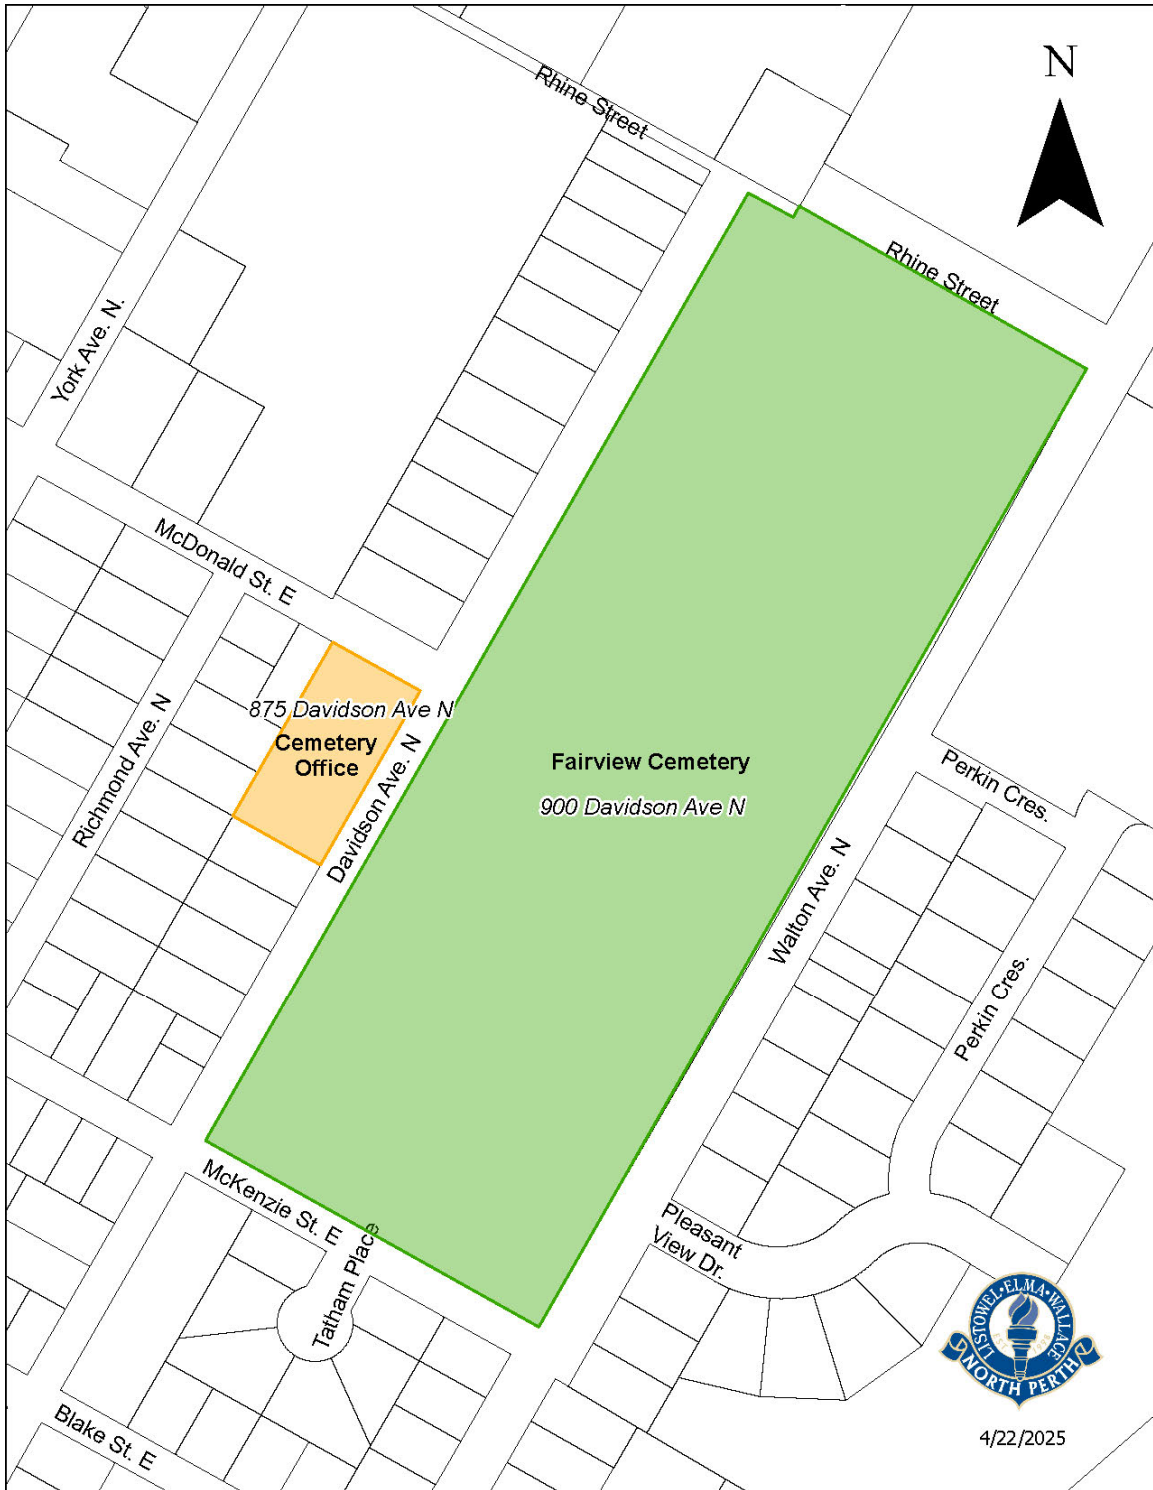 Rhine Street
N
Rhine Street
York Ave. N.
McDonald St. E
Richmond Ave. N
875 Davidson Ave N
Cemetery
Office
Davidson Ave. N
Fairview Cemetery
900 Davidson Ave N
Perkin Cres.
Walton Ave. N
Perkin Cres.
McKenzie St. E
Tatham Place
Pleasant
View Dr.
Blake St. E
LISTOWEL·ELMA·WALLACE
EST. 1998
NORTH PERTH
4/22/2025